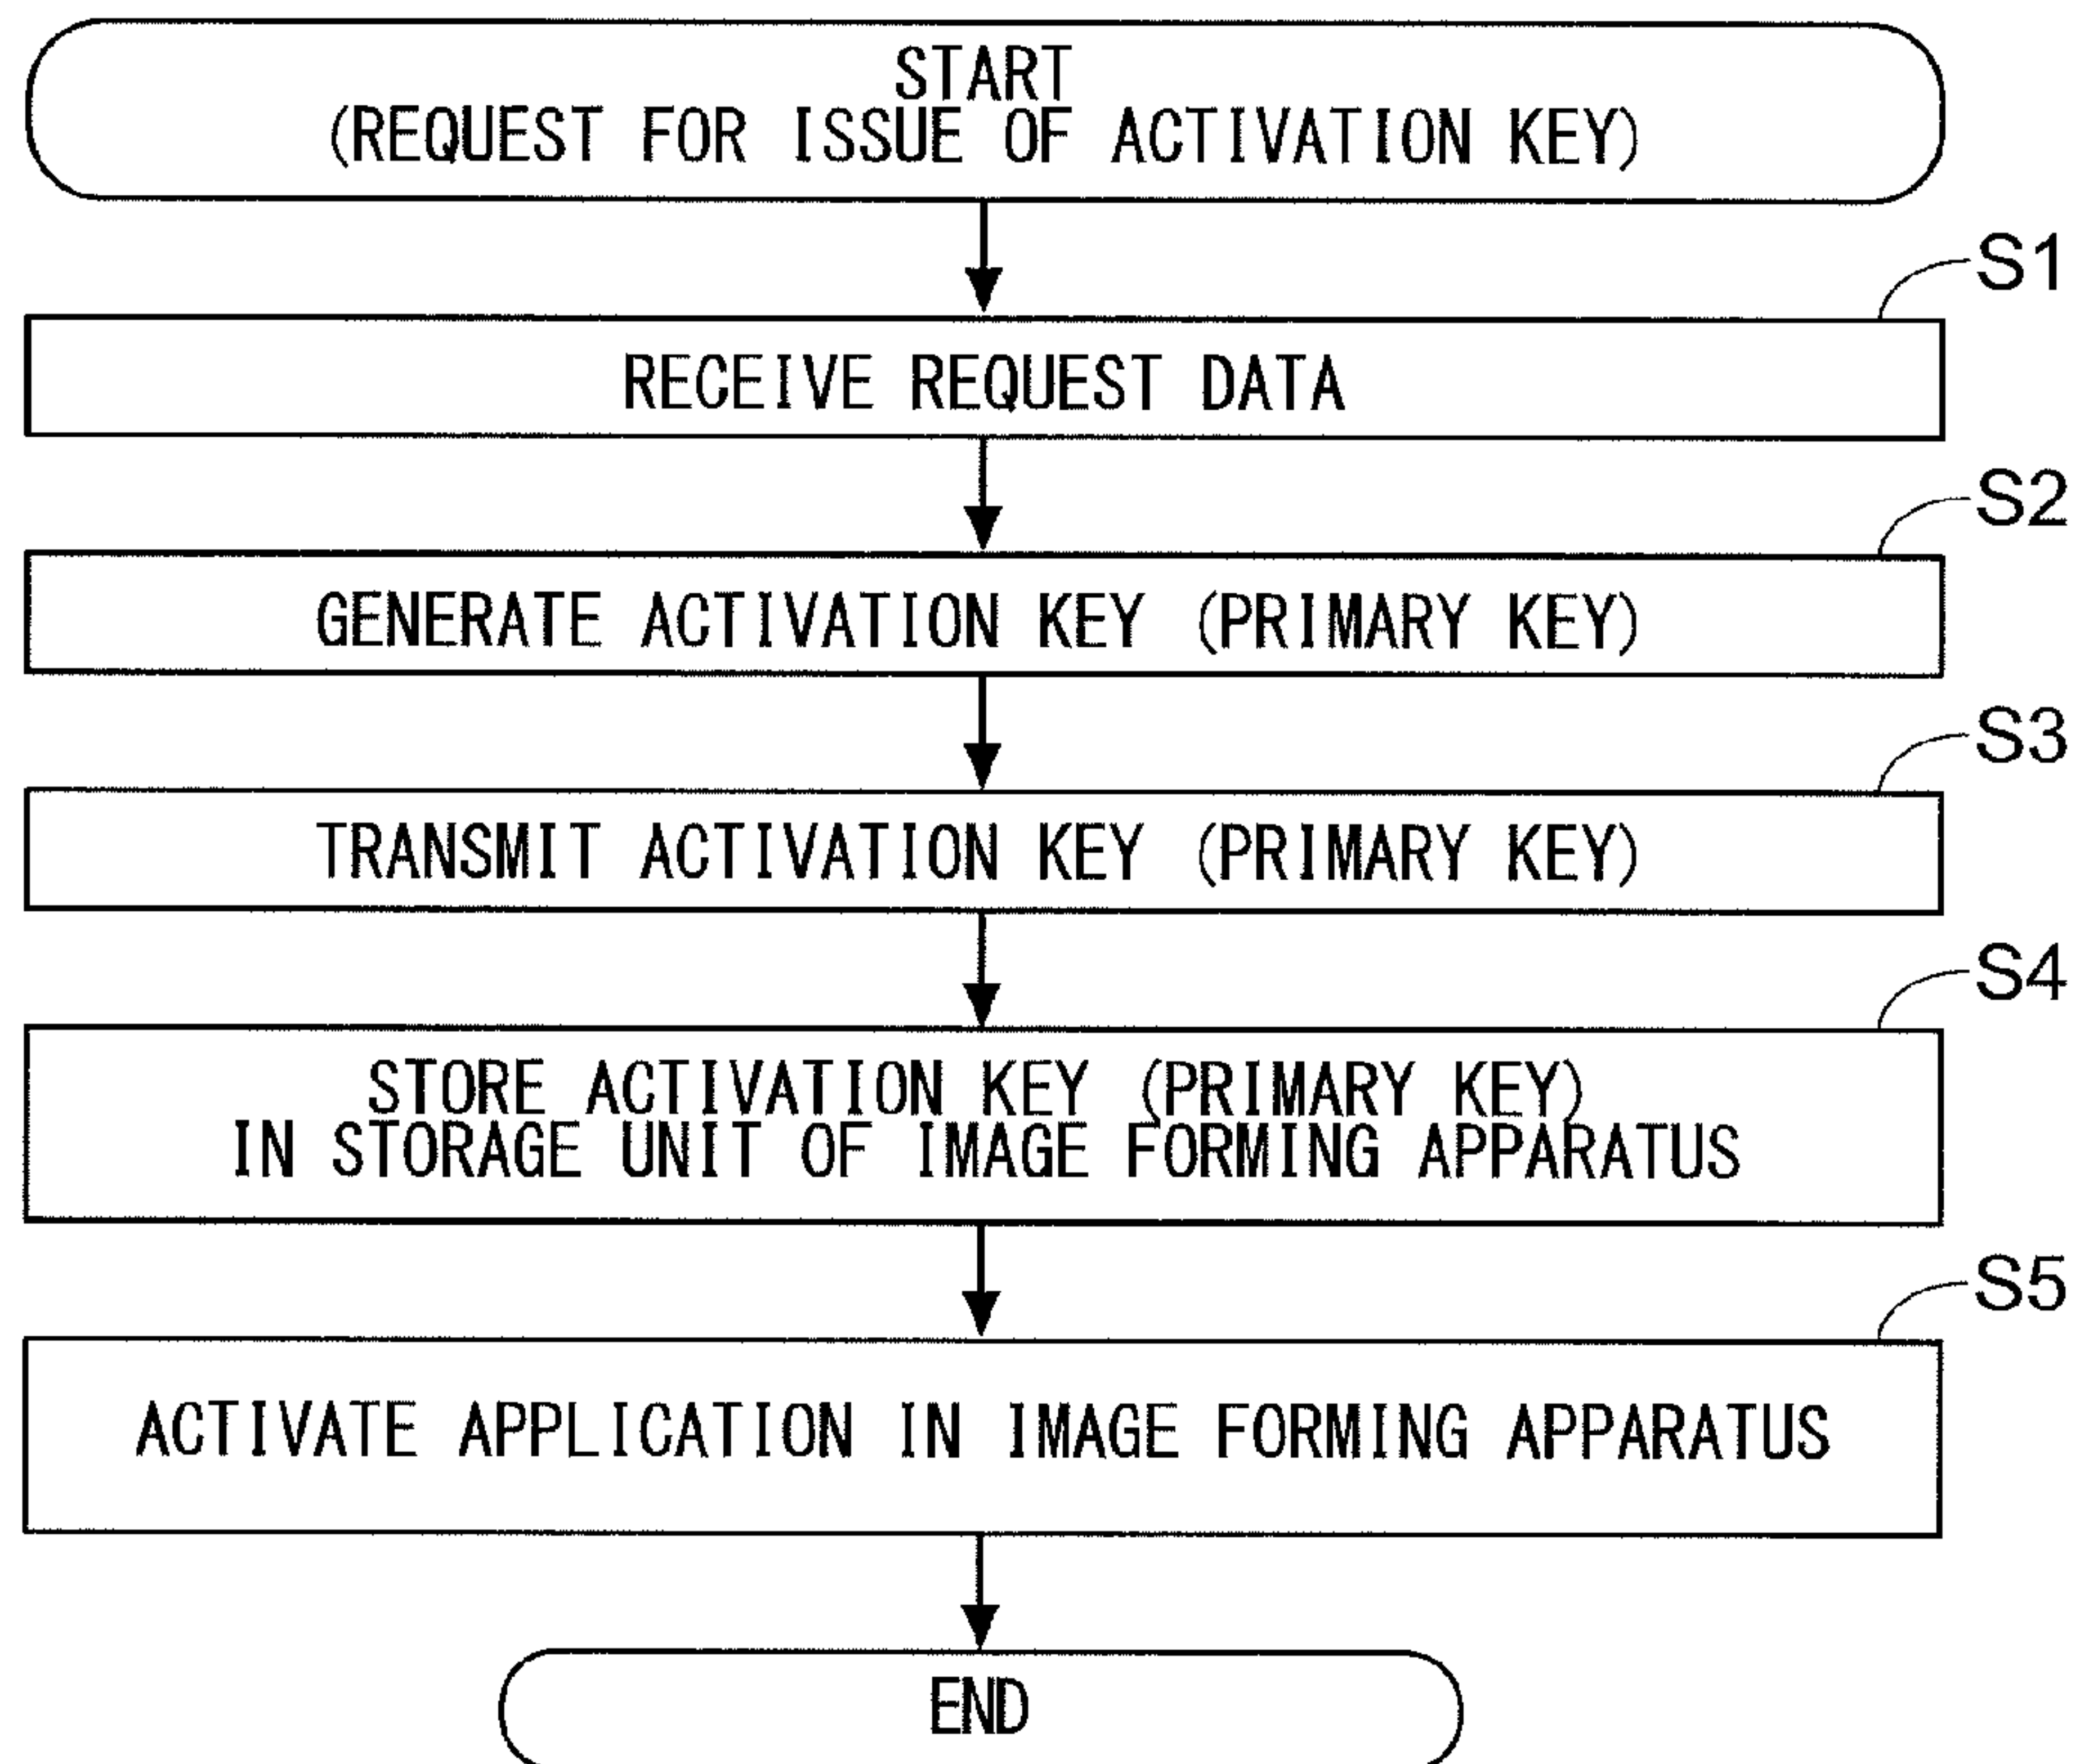 START
(REQUEST FOR ISSUE OF ACTIVATION KEY)
S1
RECEIVE REQUEST DATA
S2
GENERATE ACTIVATION KEY (PRIMARY KEY)
S3
TRANSMIT ACTIVATION KEY (PRIMARY KEY)
S4
STORE ACTIVATION KEY (PRIMARY KEY)
IN STORAGE UNIT OF IMAGE FORMING APPARATUS
S5
ACTIVATE APPLICATION IN IMAGE FORMING APPARATUS
END